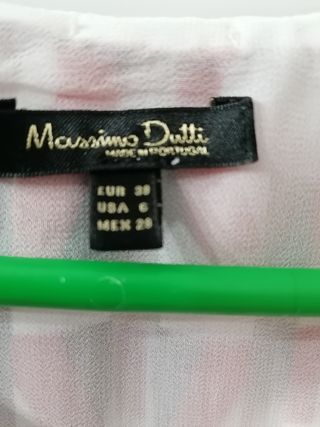 Massimo Dutti
MADE IN PORTUGAL
EUR 38
USA 6
MEX 28